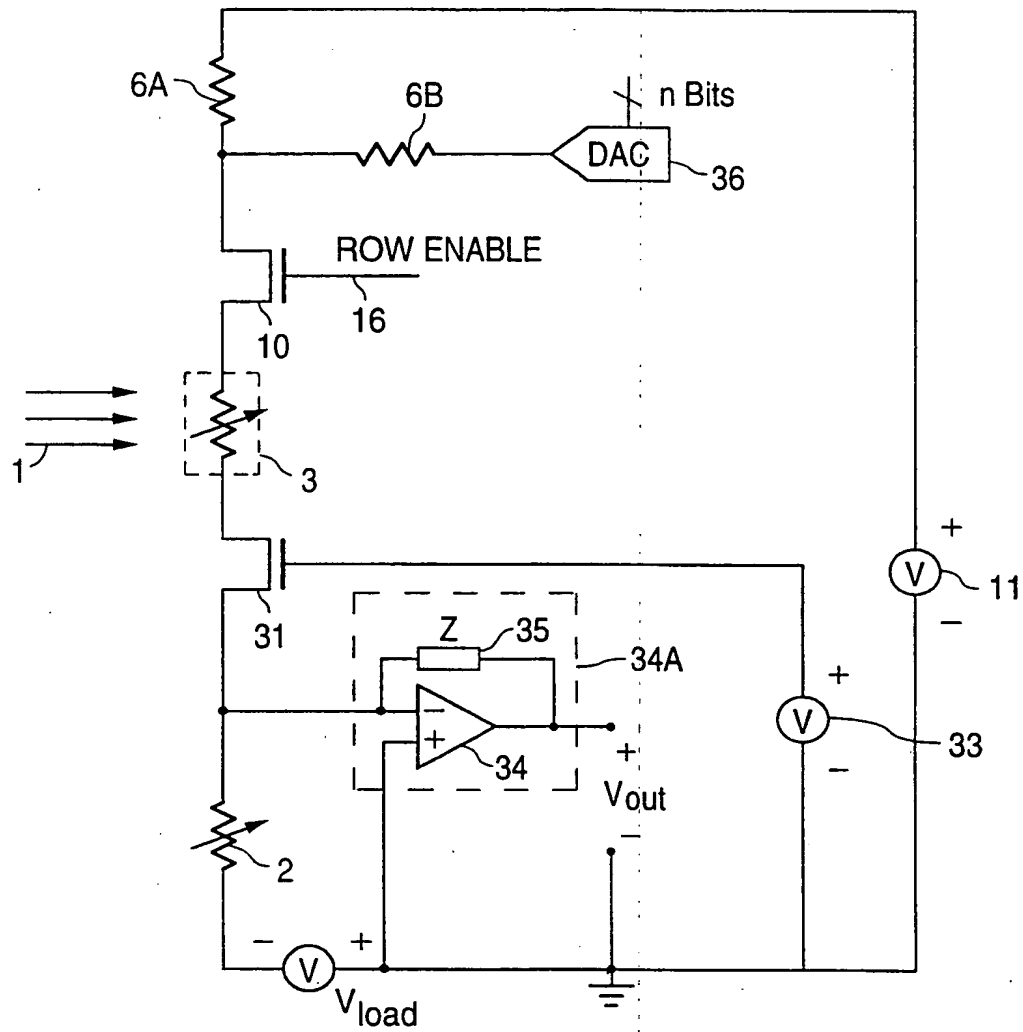 6A
6B
n Bits
DAC
36
ROW ENABLE
16
10
1
3
+
V
11
−
31
Z
35
34A
−
+
34
+
V
33
−
+
Vout
−
2
−
+
V
Vload